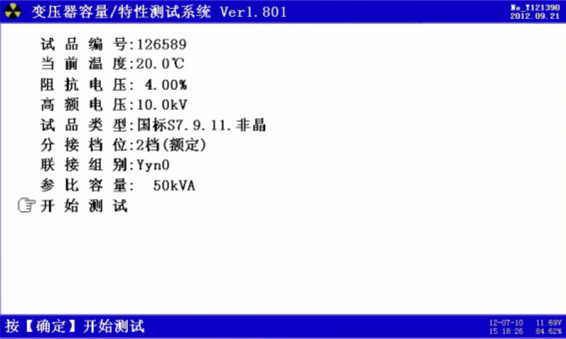 变压器容量/特性测试系统 Ver1.801
No_Y121390
2012.09.21
试品编号:126589
当前温度:20.0℃
阻抗电压: 4.00%
高额电压:10.0kV
试品类型:国标S7.9.11.非晶
分接档位:2档(额定)
联接组别:Yyn0
参比容量: 50kVA
开始测试
按【确定】开始测试
12-07-10 11.69V
15:18:26 84.62%